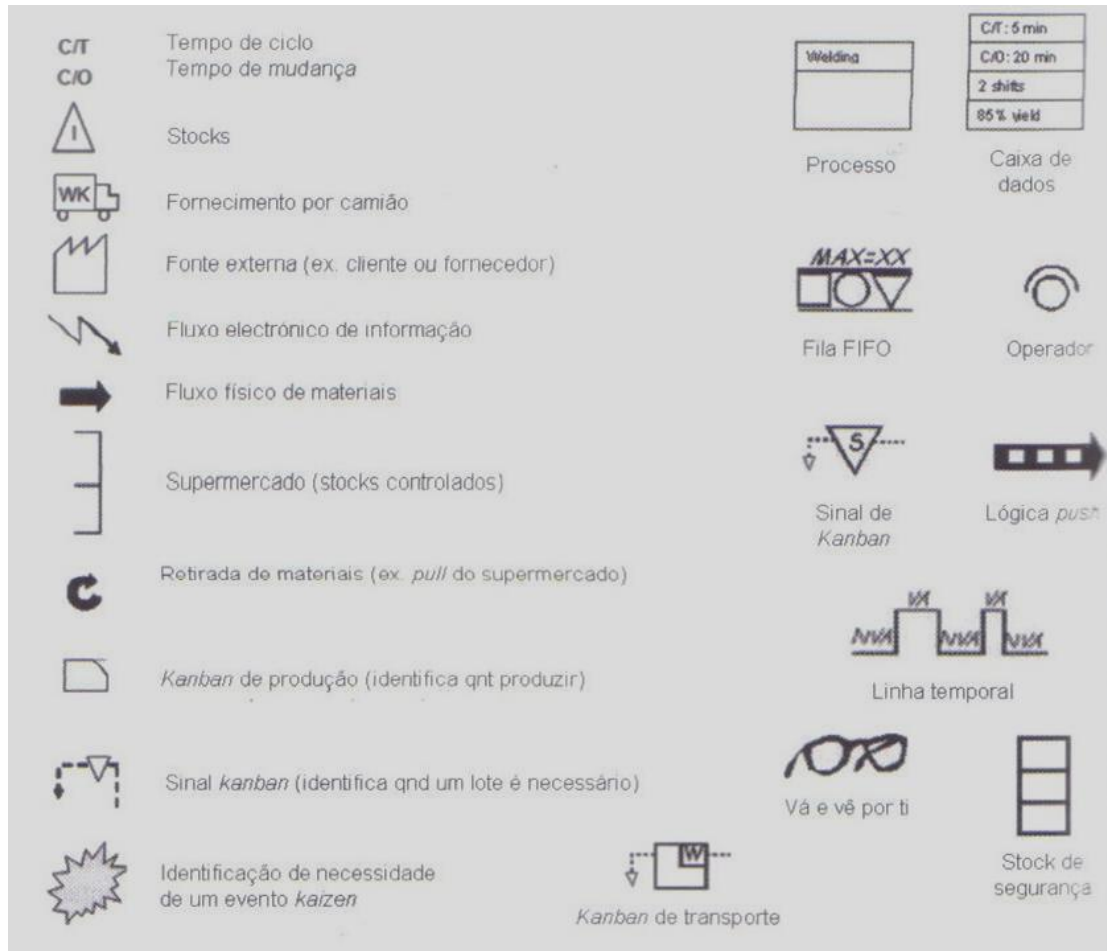 C/T Tempo de ciclo
C/O Tempo de mudança
I Stocks
WK Fornecimento por camião
Fonte externa (ex. cliente ou fornecedor)
Fluxo electrónico de informação
Fluxo físico de materiais
Supermercado (stocks controlados)
Retirada de materiais (ex. pull do supermercado)
Kanban de produção (identifica qnt produzir)
Sinal kanban (identifica qnd um lote é necessário)
Identificação de necessidade
de um evento kaizen
Welding
Processo
C/T: 5 min
C/O: 20 min
2 shifts
85% yield
Caixa de
dados
MAX=XX
Fila FIFO
Operador
S
Sinal de
Kanban
Lógica push
NVA VA NVA VA NVA
Linha temporal
Vá e vê por ti
W
Kanban de transporte
Stock de
segurança